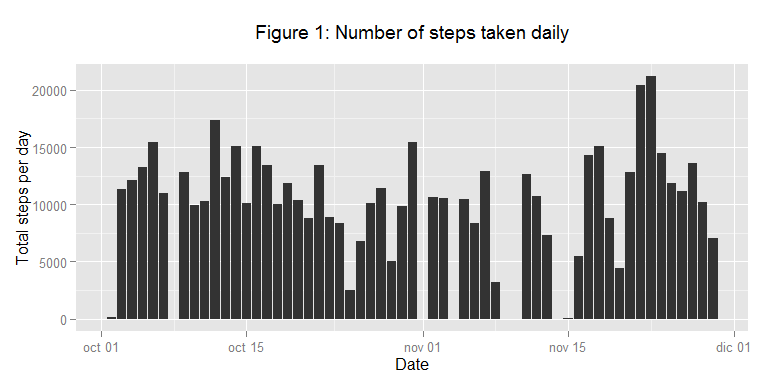 Figure 1: Number of steps taken daily
Total steps per day
20000
15000
10000
5000
0
oct 01
oct 15
nov 01
nov 15
dic 01
Date